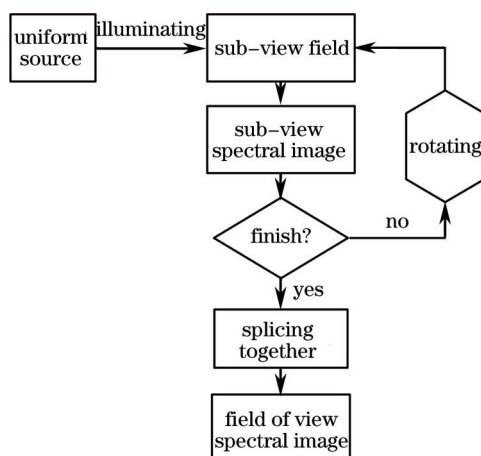 illuminating
uniform
source
sub-view field
sub-view
spectral image
rotating
finish?
no
yes
splicing
together
field of view
spectral image